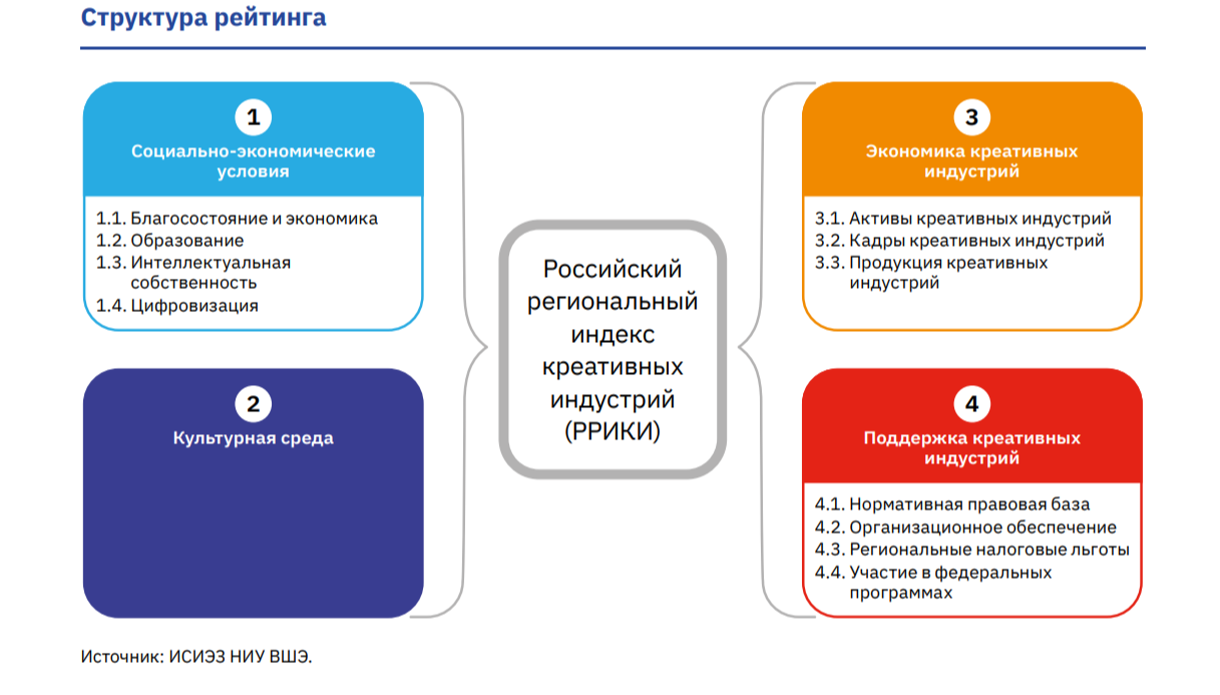 Структура рейтинга
1
Социально-экономические
условия
1.1. Благосостояние и экономика
1.2. Образование
1.3. Интеллектуальная
собственность
1.4. Цифровизация
2
Культурная среда
Российский
региональный
индекс
креативных
индустрий
(РРИКИ)
3
Экономика креативных
индустрий
3.1. Активы креативных индустрий
3.2. Кадры креативных индустрий
3.3. Продукция креативных
индустрий
4
Поддержка креативных
индустрий
4.1. Нормативная правовая база
4.2. Организационное обеспечение
4.3. Региональные налоговые льготы
4.4. Участие в федеральных
программах
Источник: ИСИЭЗ НИУ ВШЭ.